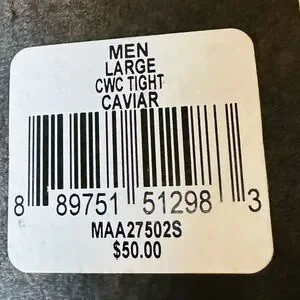 MEN
LARGE
CWC TIGHT
CAVIAR
8 89751 51298 3
MAA27502S
$50.00